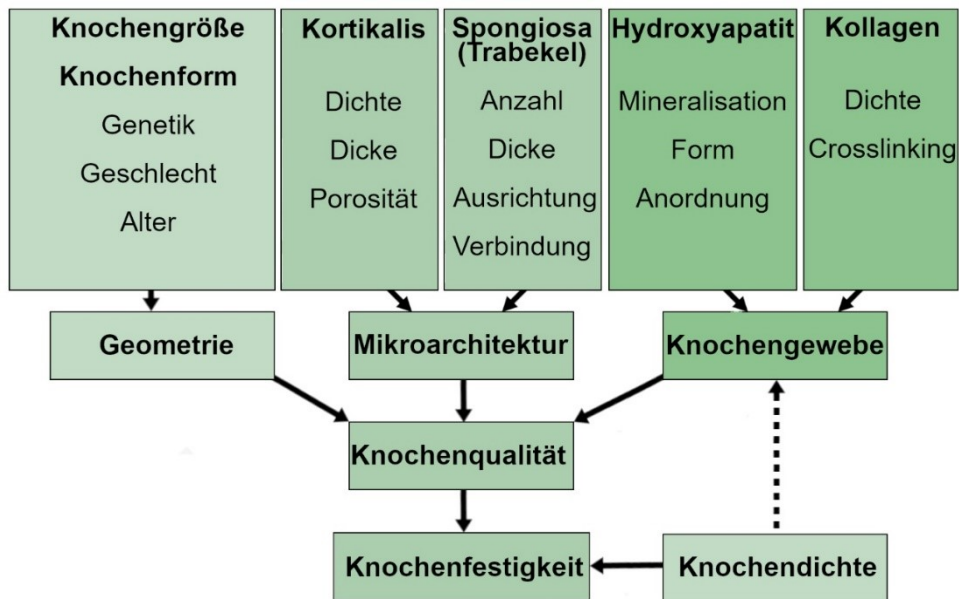 Knochengröße
Knochenform
Genetik
Geschlecht
Alter
Kortikalis
Dichte
Dicke
Porosität
Spongiosa
(Trabekel)
Anzahl
Dicke
Ausrichtung
Verbindung
Hydroxyapatit
Mineralisation
Form
Anordnung
Kollagen
Dichte
Crosslinking
Geometrie
Mikroarchitektur
Knochengewebe
Knochenqualität
Knochenfestigkeit
Knochendichte